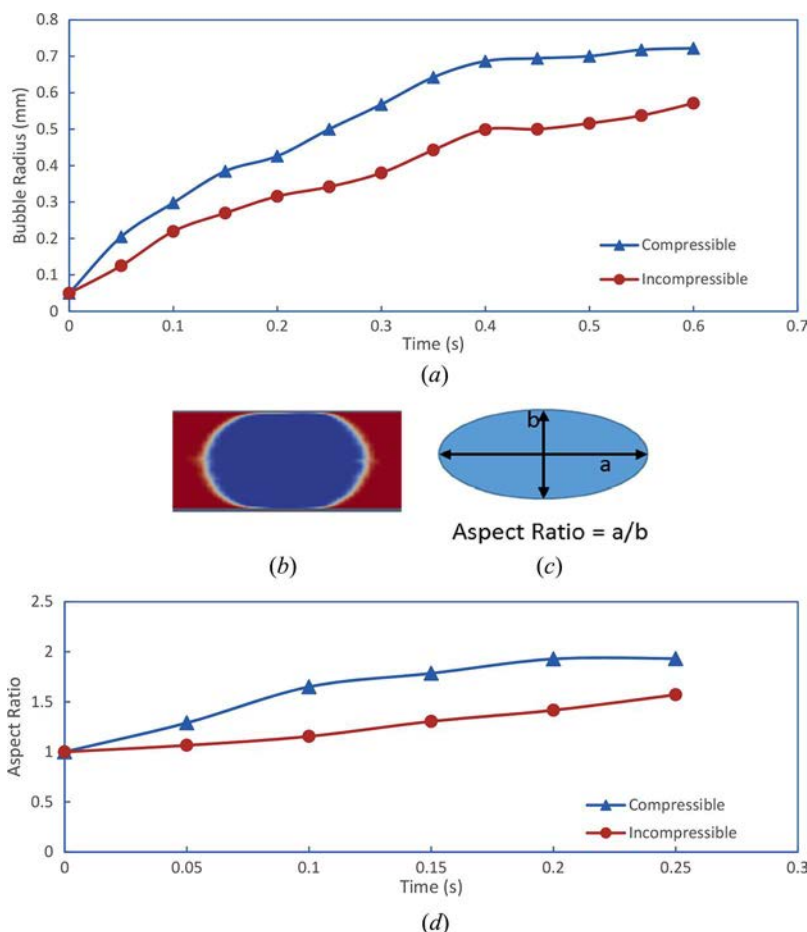 0.8
0.7
0.6
0.5
0.4
0.3
0.2
0.1
0
Bubble Radius (mm)
Compressible
Incompressible
0 0.1 0.2 0.3 0.4 0.5 0.6 0.7
Time (s)
(a)
b
a
Aspect Ratio = a/b
(b) (c)
2.5
2
1.5
1
0.5
0
Aspect Ratio
Compressible
Incompressible
0 0.05 0.1 0.15 0.2 0.25 0.3
Time (s)
(d)